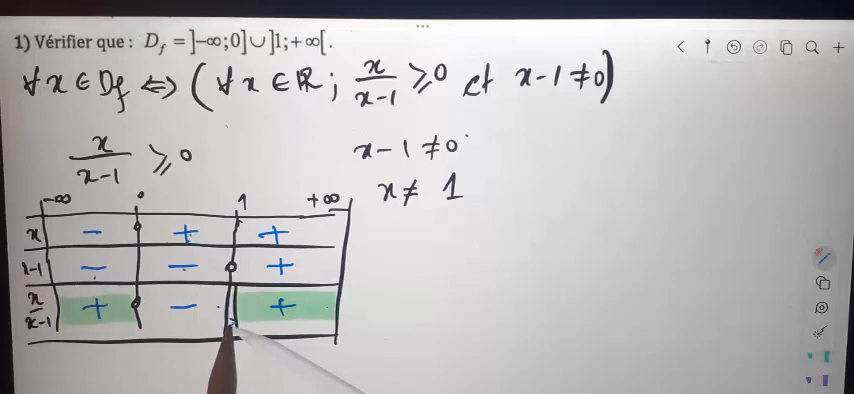 1) Vérifier que : D_f = ]-∞;0] ∪ ]1;+∞[.
∀x ∈ Df ⇔ (∀x ∈ ℝ ; x/(x-1) ≥ 0 et x-1 ≠ 0)
x/(x-1) ≥ 0
x-1 ≠ 0
x ≠ 1
-∞ 0 1 +∞
x - + +
x-1 - - +
x/(x-1) + - +